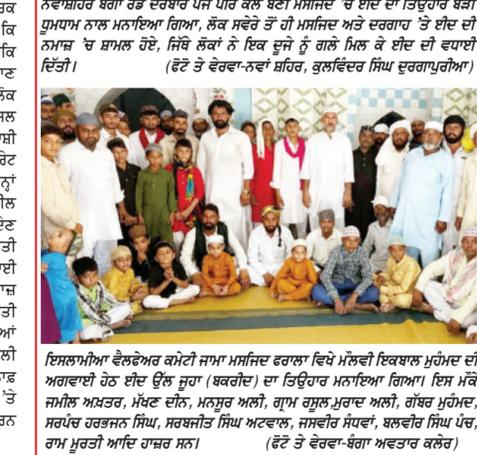 ਨਵਾਂਸ਼ਹਿਰ ਬੰਗਾ ਰੋਡ ਦਰਬਾਰ ਪੰਜ ਪੀਰ ਕੋਲ ਬਣੀ ਮਸਜਿਦ 'ਚ ਈਦ ਦਾ ਤਿਉਹਾਰ ਬੜੀ
ਧੂਮਧਾਮ ਨਾਲ ਮਨਾਇਆ ਗਿਆ, ਲੋਕ ਸਵੇਰੇ ਤੋਂ ਹੀ ਮਸਜਿਦ ਅਤੇ ਦਰਗਾਹ 'ਤੇ ਈਦ ਦੀ
ਨਮਾਜ਼ 'ਚ ਸ਼ਾਮਲ ਹੋਏ, ਜਿੱਥੇ ਲੋਕਾਂ ਨੇ ਇਕ ਦੂਜੇ ਨੂੰ ਗਲੇ ਮਿਲ ਕੇ ਈਦ ਦੀ ਵਧਾਈ
ਦਿੱਤੀ। (ਫੋਟੋ ਤੇ ਵੇਰਵਾ-ਨਵਾਂ ਸ਼ਹਿਰ, ਕੁਲਵਿੰਦਰ ਸਿੰਘ ਦੁਰਗਾਪੁਰੀਆ)
ਇਸਲਾਮੀਆ ਵੈਲਫੇਅਰ ਕਮੇਟੀ ਜਾਮਾ ਮਸਜਿਦ ਫਰਾਲਾ ਵਿਖੇ ਮੌਲਵੀ ਇਕਬਾਲ ਮੁਹੰਮਦ ਦੀ
ਅਗਵਾਈ ਹੇਠ ਈਦ ਉੱਲ ਜੂਹਾ (ਬਕਰੀਦ) ਦਾ ਤਿਉਹਾਰ ਮਨਾਇਆ ਗਿਆ। ਇਸ ਮੌਕੇ
ਜਮੀਲ ਅਖ਼ਤਰ, ਮੱਖਣ ਦੀਨ, ਮਨਸੂਰ ਅਲੀ, ਗ੍ਰਾਮ ਰਸੂਲ,ਮੁਰਾਦ ਅਲੀ, ਗੱਬਰ ਮੁਹੰਮਦ,
ਸਰਪੰਚ ਹਰਭਜਨ ਸਿੰਘ, ਸਰਬਜੀਤ ਸਿੰਘ ਅਟਵਾਲ, ਜਸਵੀਰ ਸੰਧਵਾਂ, ਬਲਵੀਰ ਸਿੰਘ ਪੰਚ,
ਰਾਮ ਮੂਰਤੀ ਆਦਿ ਹਾਜ਼ਰ ਸਨ। (ਫੋਟੋ ਤੇ ਵੇਰਵਾ-ਬੰਗਾ ਅਵਤਾਰ ਕਲੇਰ)